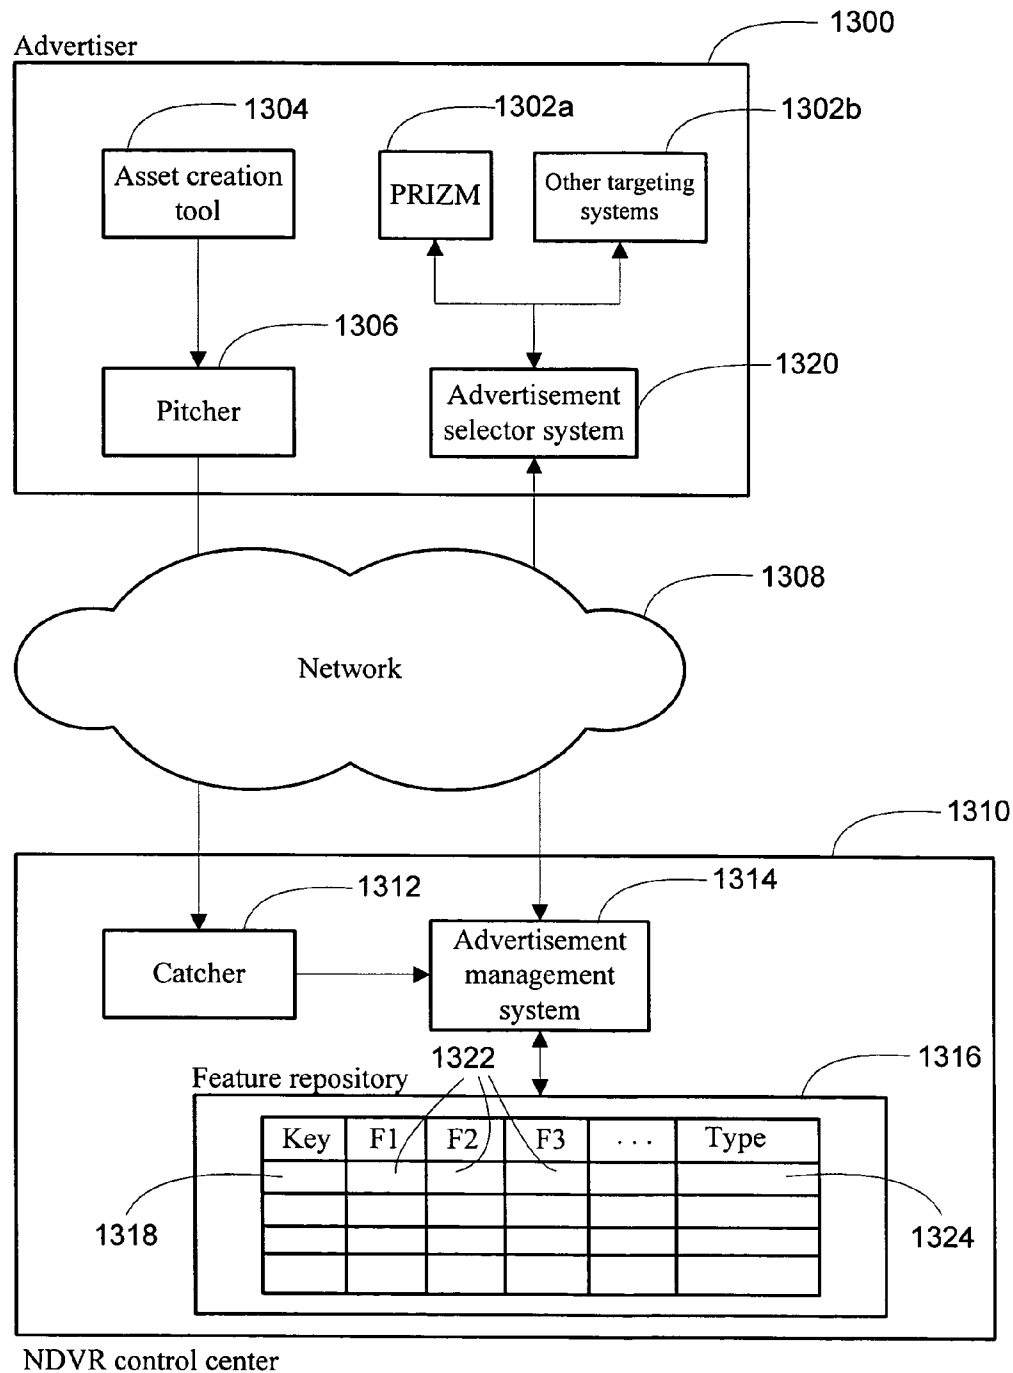 1300
Advertiser
1304
1302a
1302b
Asset creation
tool
PRIZM
Other targeting
systems
1306
1320
Pitcher
Advertisement
selector system
1308
Network
1310
1312
1314
Catcher
Advertisement
management
system
1322
1316
Feature repository
Key F1 F2 F3 ... Type
1318
1324
NDVR control center